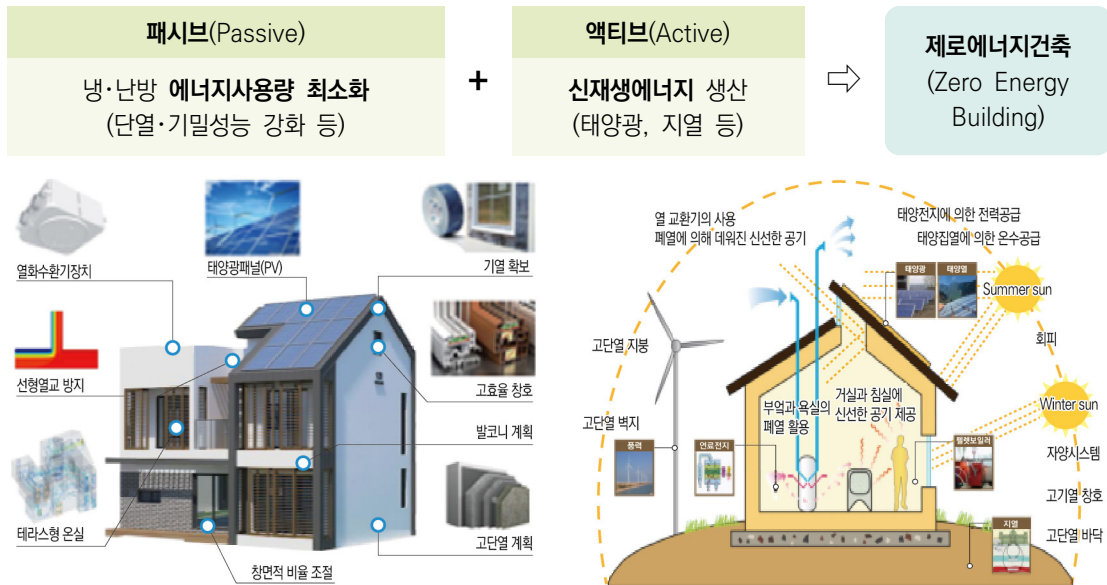 패시브(Passive)
냉·난방 에너지사용량 최소화
(단열·기밀성능 강화 등)
+
액티브(Active)
신재생에너지 생산
(태양광, 지열 등)
⇨
제로에너지건축
(Zero Energy
Building)
열화수환기장치
태양광패널(PV)
기열 확보
선형열교 방지
고효율 창호
발코니 계획
테라스형 온실
고단열 계획
창면적 비율 조절
열 교환기의 사용
폐열에 의해 데워진 신선한 공기
태양전지에 의한 전력공급
태양집열에 의한 온수공급
태양광
태양열
Summer sun
고단열 지붕
회피
부엌과 욕실의
폐열 활용
거실과 침실에
신선한 공기 제공
Winter sun
고단열 벽지
풍력
연료전지
펠렛보일러
자양시스템
고기열 창호
지열
고단열 바닥